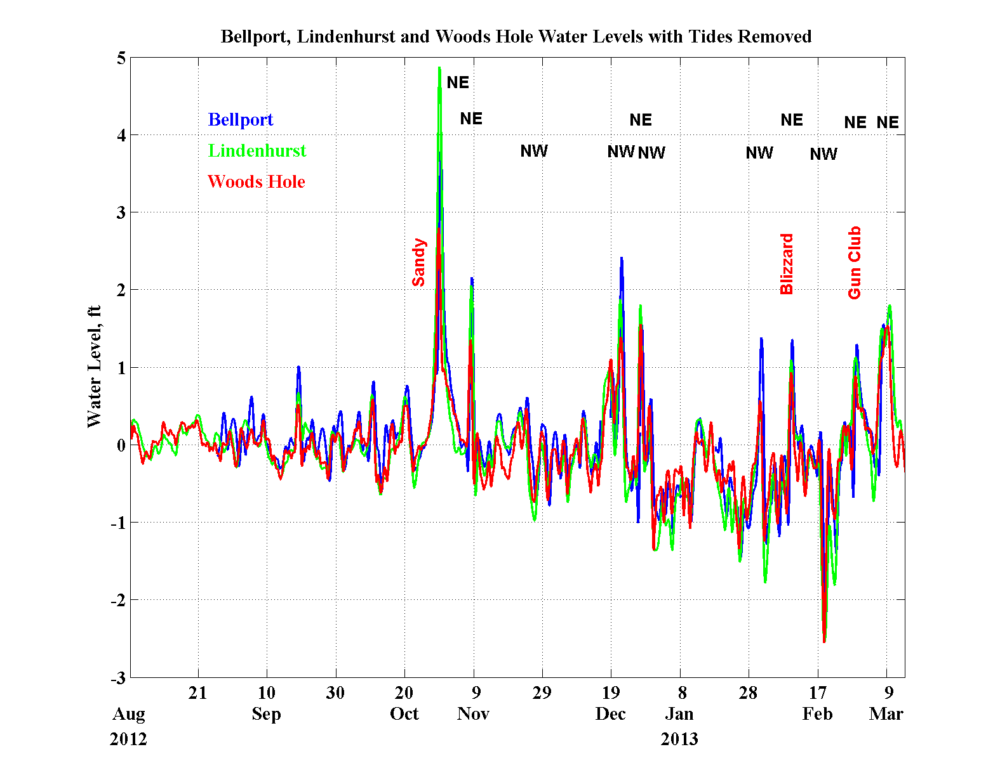 Bellport, Lindenhurst and Woods Hole Water Levels with Tides Removed
5
NE
Bellport
NE
NE
NE
NE
NE
4
Lindenhurst
NW
NW
NW
NW
NW
Woods Hole
3
Sandy
Blizzard
Gun Club
2
Water Level, ft
1
0
-1
-2
-3
21 10 30 20 9 29 19 8 28 17 9
Aug Sep Oct Nov Dec Jan Feb Mar
2012 2013